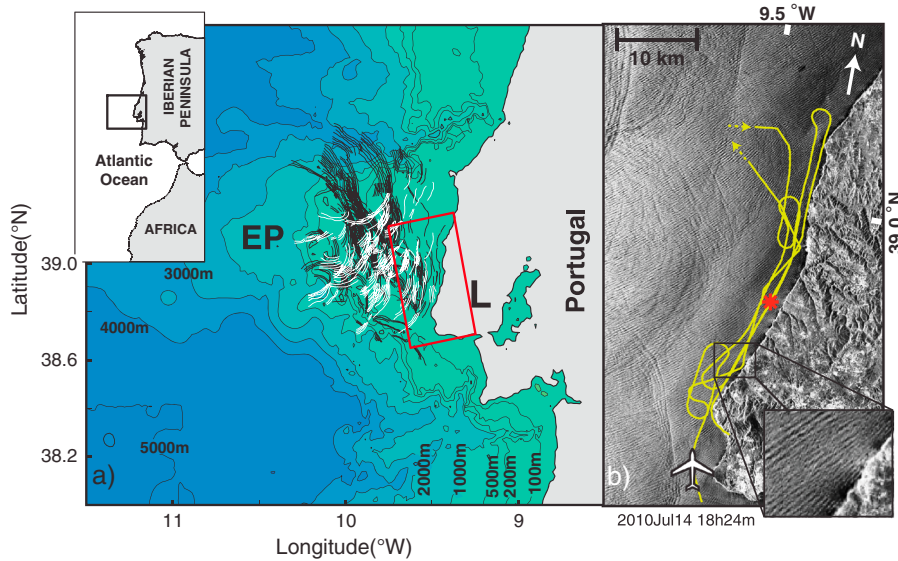 IBERIAN
PENINSULA
Atlantic
Ocean
AFRICA
Latitude(°N)
39.0
38.6
38.2
3000m
4000m
5000m
EP
L
Portugal
2000m
1000m
500m
200m
100m
a)
11
10
9
Longitude(°W)
9.5 °W
10 km
N
39.0 °N
b)
2010Jul14 18h24m